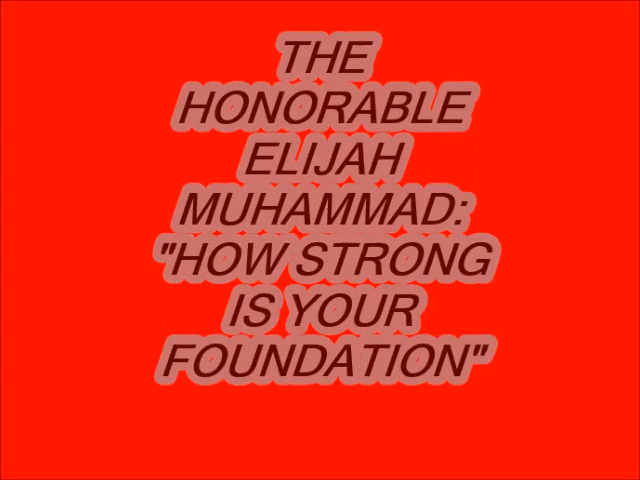 THE
HONORABLE
ELIJAH
MUHAMMAD:
"HOW STRONG
IS YOUR
FOUNDATION"